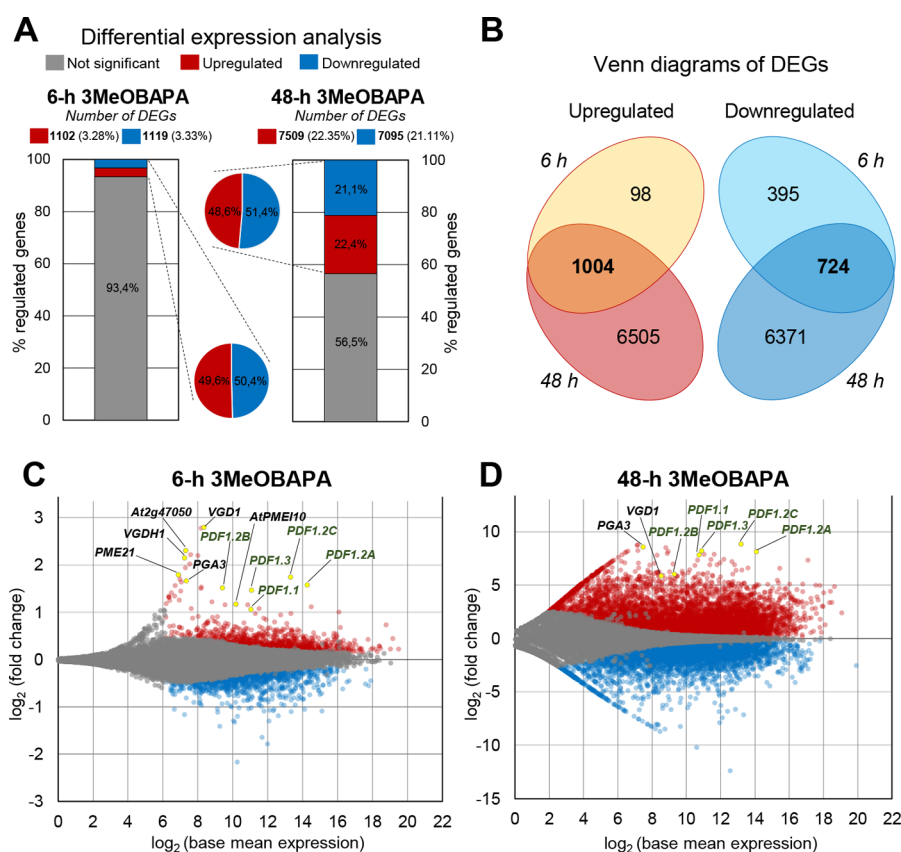 A
Differential expression analysis
Not significant Upregulated Downregulated
6-h 3MeOBAPA
Number of DEGs
1102 (3.28%) 1119 (3.33%)
48-h 3MeOBAPA
Number of DEGs
7509 (22.35%) 7095 (21.11%)
% regulated genes
100
80
60
40
20
0
93,4%
48,6% 51,4%
49,6% 50,4%
21,1%
22,4%
56,5%
100
80
60
40
20
0
% regulated genes
B
Venn diagrams of DEGs
Upregulated Downregulated
6 h
98
1004
6505
48 h
6 h
395
724
6371
48 h
C
6-h 3MeOBAPA
log2 (fold change)
3
2
1
0
-1
-2
-3
At2g47050
VGD1
AtPMEI10
VGDH1
PDF1.2B
PDF1.2C
PME21
PGA3
PDF1.3
PDF1.2A
PDF1.1
0 2 4 6 8 10 12 14 16 18 20 22
log2 (base mean expression)
D
48-h 3MeOBAPA
log2 (fold change)
10
5
0
-5
-10
-15
VGD1
PDF1.1
PDF1.2C
PGA3
PDF1.2B
PDF1.3
PDF1.2A
0 2 4 6 8 10 12 14 16 18 20 22
log2 (base mean expression)